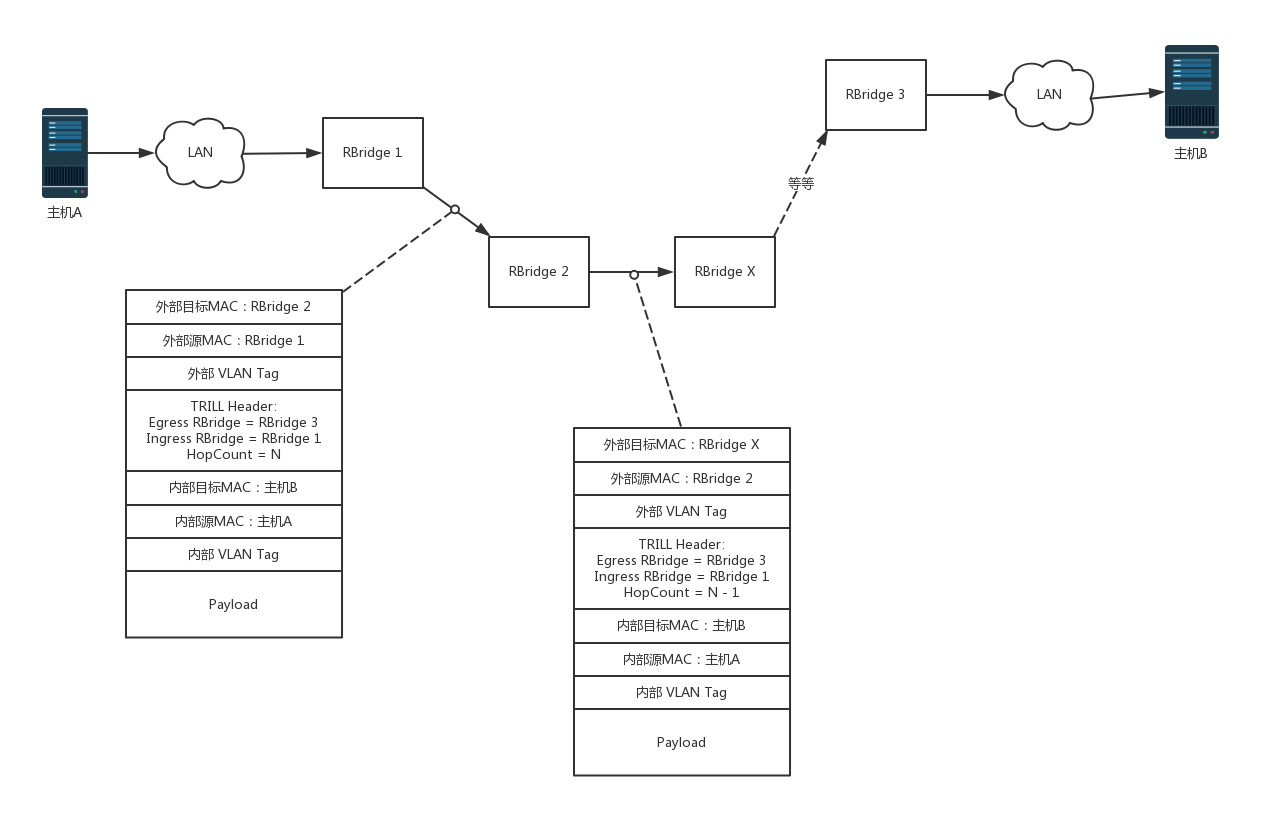 主机A
LAN
RBridge 1
RBridge 2
RBridge X
等等
RBridge 3
LAN
主机B
外部目标MAC：RBridge 2
外部源MAC：RBridge 1
外部 VLAN Tag
TRILL Header:
Egress RBridge = RBridge 3
Ingress RBridge = RBridge 1
HopCount = N
内部目标MAC：主机B
内部源MAC：主机A
内部 VLAN Tag
Payload
外部目标MAC：RBridge X
外部源MAC：RBridge 2
外部 VLAN Tag
TRILL Header:
Egress RBridge = RBridge 3
Ingress RBridge = RBridge 1
HopCount = N - 1
内部目标MAC：主机B
内部源MAC：主机A
内部 VLAN Tag
Payload